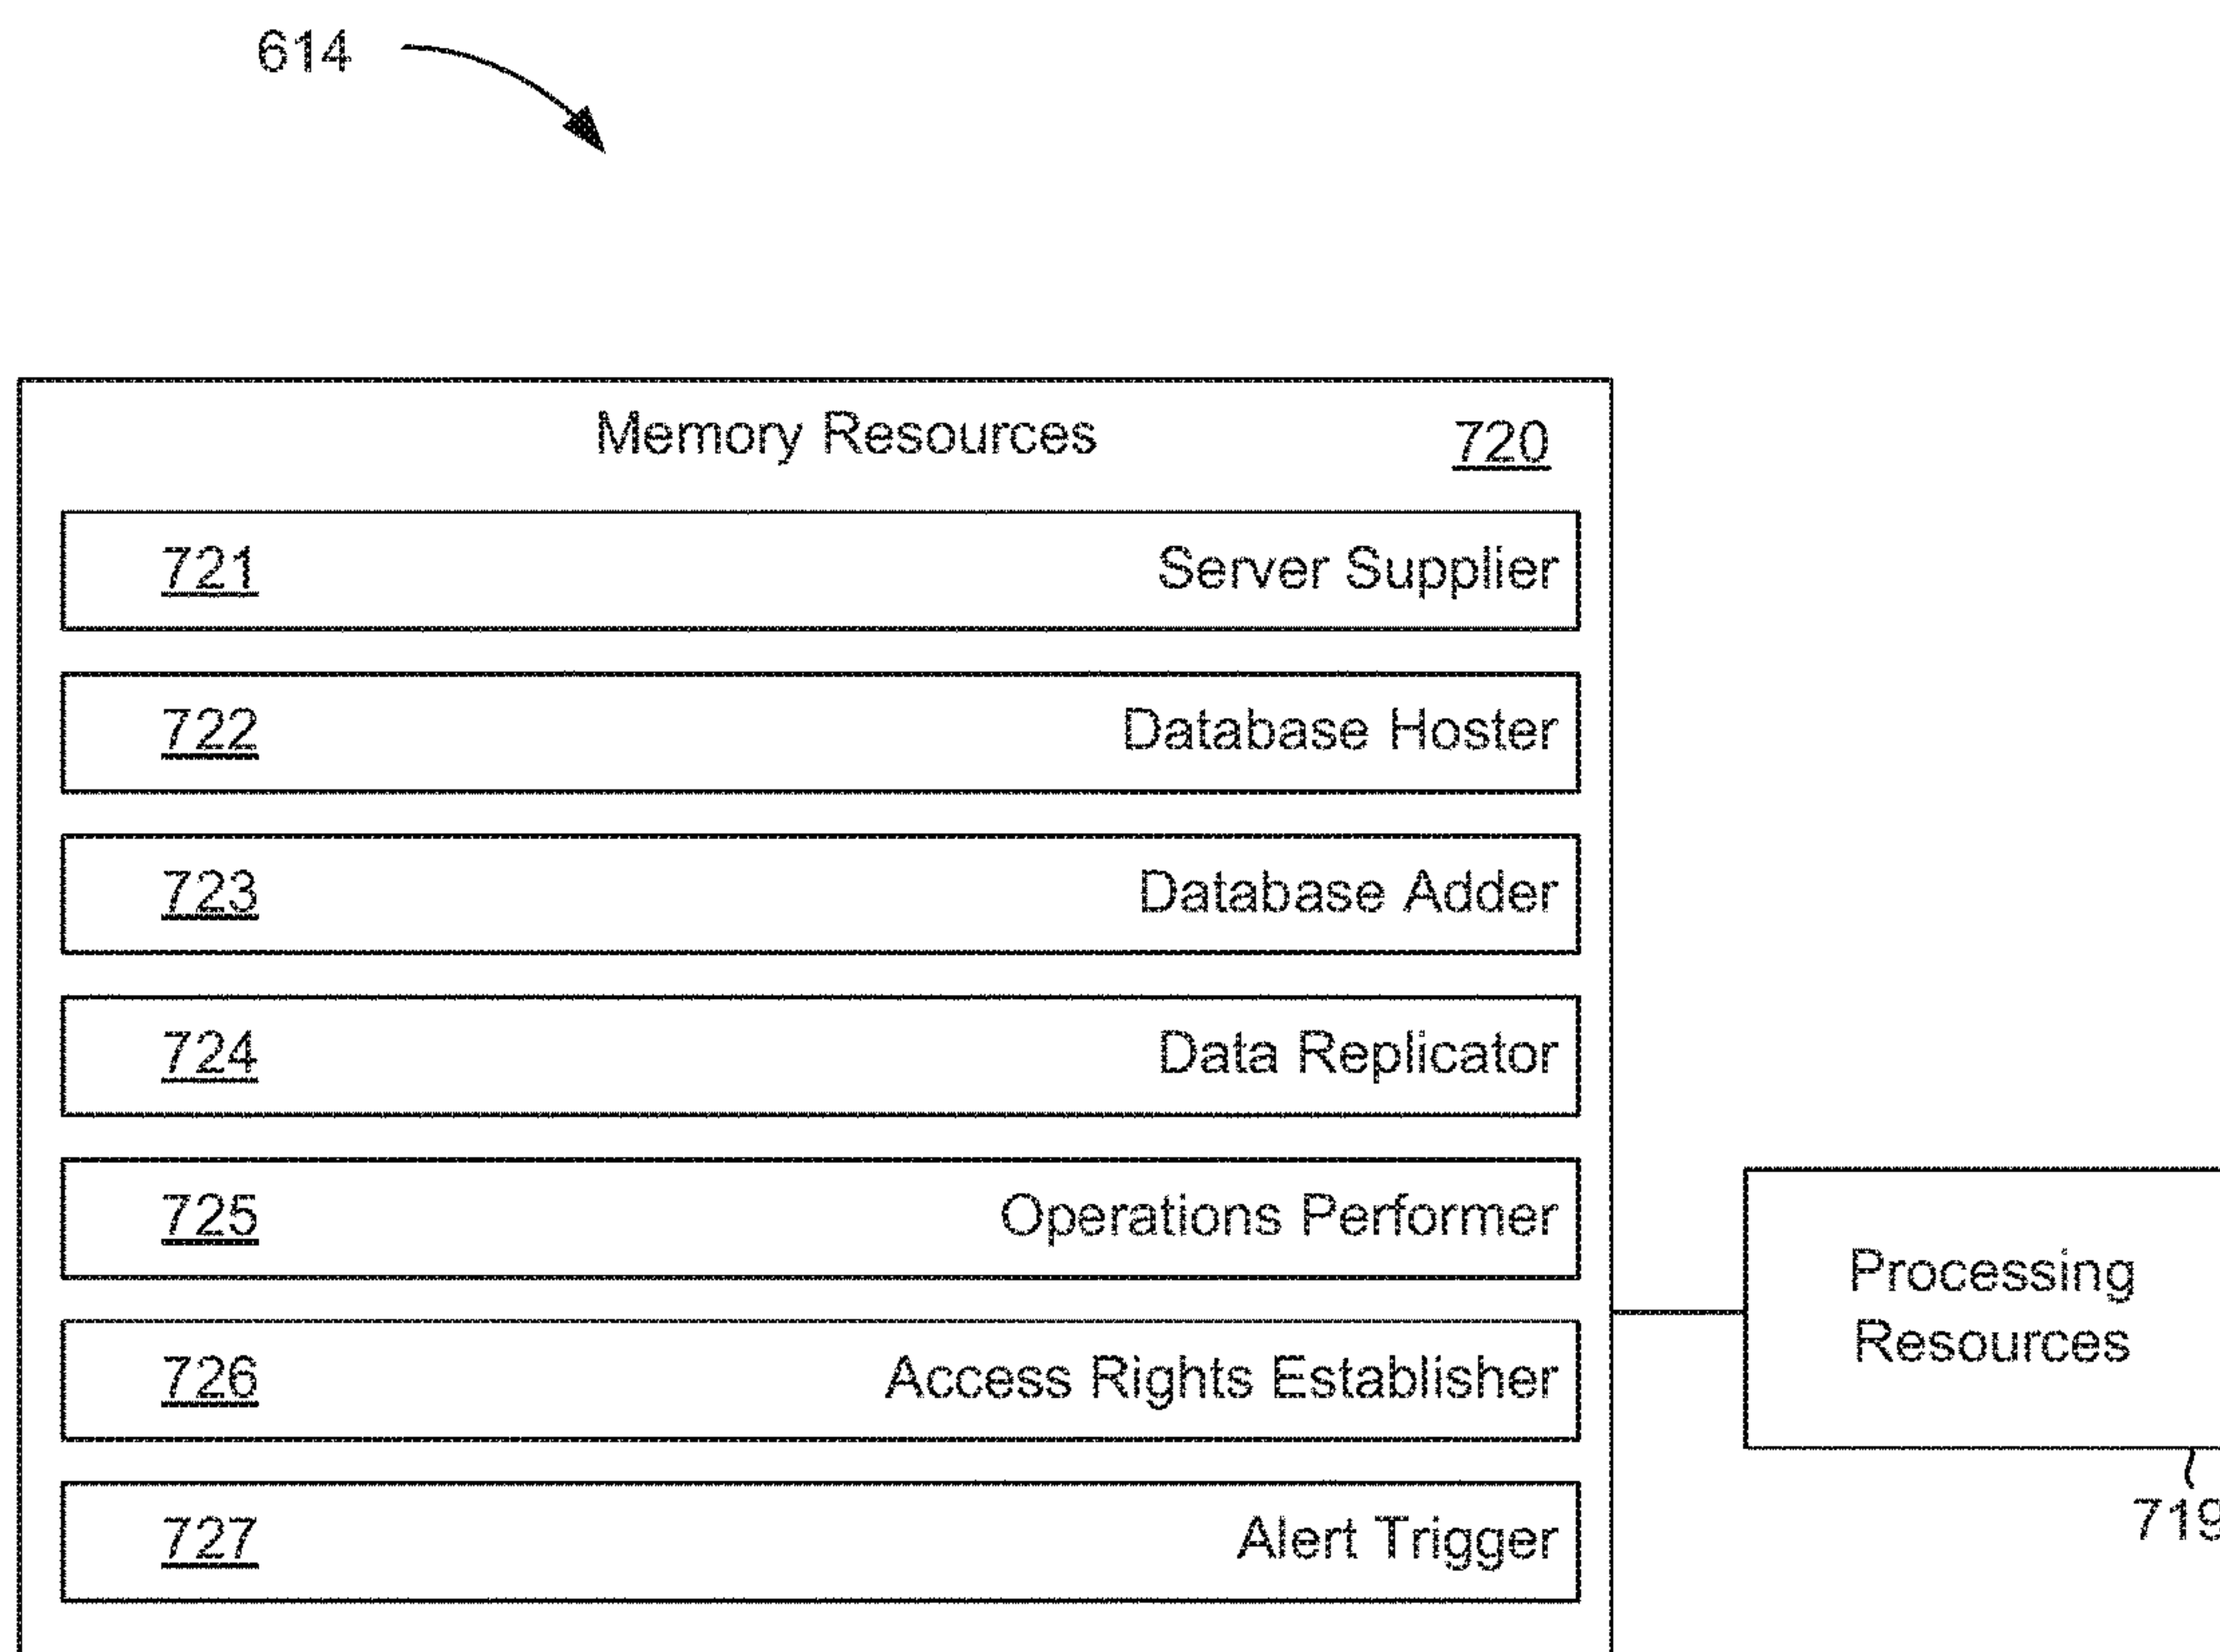 614
Memory Resources 720
721 Server Supplier
722 Database Hoster
723 Database Adder
724 Data Replicator
725 Operations Performer
726 Access Rights Establisher
727 Alert Trigger
Processing
Resources
719